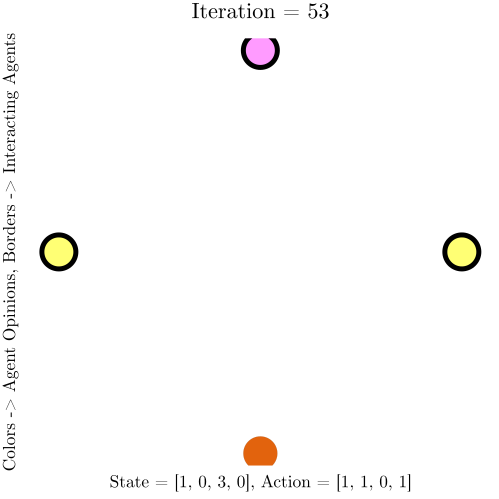 Iteration = 53
Colors -> Agent Opinions, Borders -> Interacting Agents
State = [1, 0, 3, 0], Action = [1, 1, 0, 1]